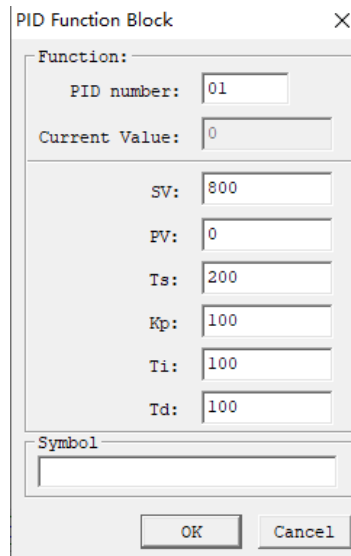 PID Function Block
Function:
PID number: 01
Current Value: 0
SV: 800
PV: 0
Ts: 200
Kp: 100
Ti: 100
Td: 100
Symbol
OK Cancel